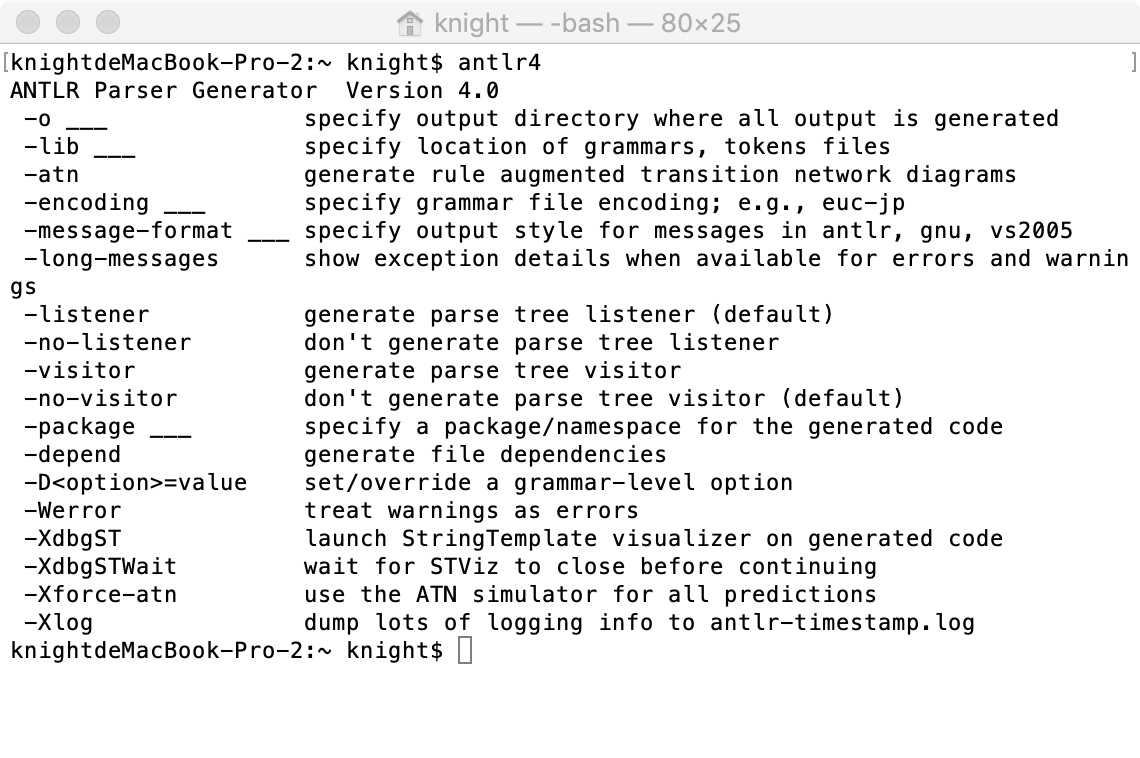 knight — -bash — 80×25
[knightdeMacBook-Pro-2:~ knight$ antlr4 ]
ANTLR Parser Generator  Version 4.0
 -o ___              specify output directory where all output is generated
 -lib ___            specify location of grammars, tokens files
 -atn                generate rule augmented transition network diagrams
 -encoding ___       specify grammar file encoding; e.g., euc-jp
 -message-format ___ specify output style for messages in antlr, gnu, vs2005
 -long-messages      show exception details when available for errors and warnin
gs
 -listener           generate parse tree listener (default)
 -no-listener        don't generate parse tree listener
 -visitor            generate parse tree visitor
 -no-visitor         don't generate parse tree visitor (default)
 -package ___        specify a package/namespace for the generated code
 -depend             generate file dependencies
 -D<option>=value    set/override a grammar-level option
 -Werror             treat warnings as errors
 -XdbgST             launch StringTemplate visualizer on generated code
 -XdbgSTWait         wait for STViz to close before continuing
 -Xforce-atn         use the ATN simulator for all predictions
 -Xlog               dump lots of logging info to antlr-timestamp.log
knightdeMacBook-Pro-2:~ knight$